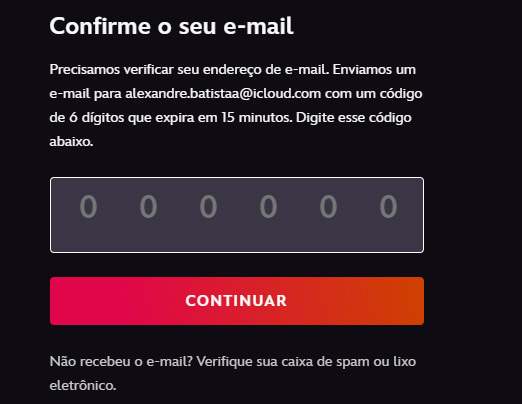 Confirme o seu e-mail
Precisamos verificar seu endereço de e-mail. Enviamos um
e-mail para alexandre.batistaa@icloud.com com um código
de 6 dígitos que expira em 15 minutos. Digite esse código
abaixo.
0 0 0 0 0 0
CONTINUAR
Não recebeu o e-mail? Verifique sua caixa de spam ou lixo
eletrônico.